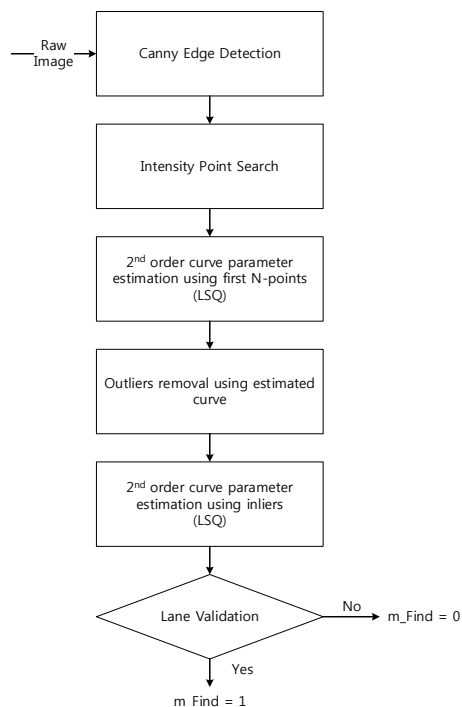 Raw
Image
Canny Edge Detection
Intensity Point Search
2nd order curve parameter
estimation using first N-points
(LSQ)
Outliers removal using estimated
curve
2nd order curve parameter
estimation using inliers
(LSQ)
Lane Validation
No
m_Find = 0
Yes
m_Find = 1